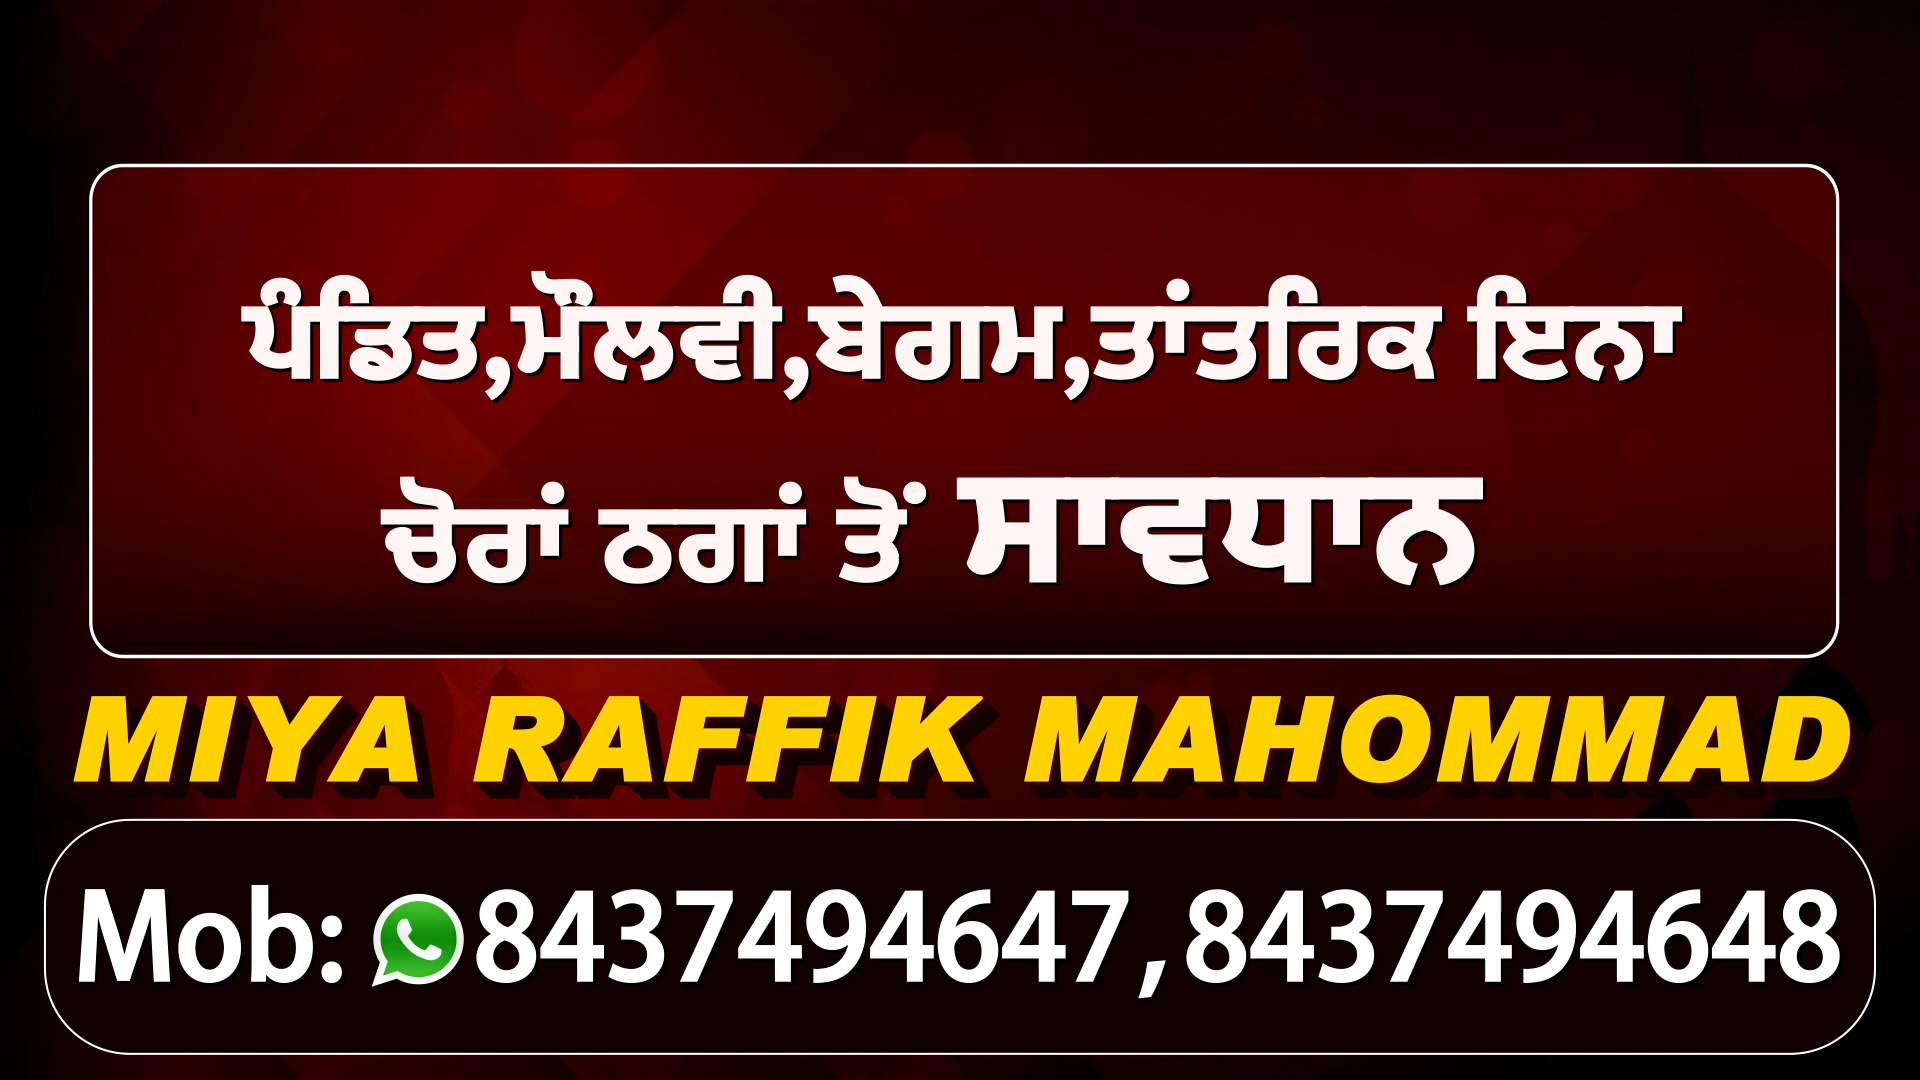 ਪੰਡਿਤ,ਮੌਲਵੀ,ਬੇਗਮ,ਤਾਂਤਰਿਕ ਇਨਾ
ਚੋਰਾਂ ਠਗਾਂ ਤੋਂ ਸਾਵਧਾਨ
MIYA RAFFIK MAHOMMAD
Mob: 8437494647, 8437494648